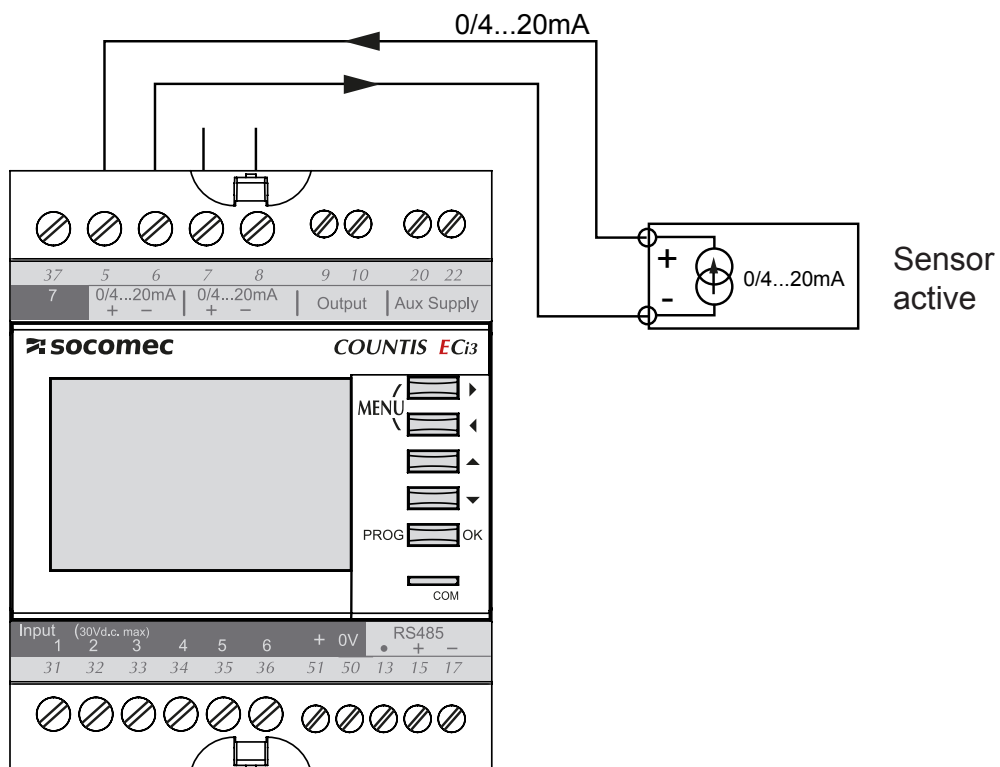 0/4...20mA
37 5 6 7 8 9 10 20 22
7 0/4...20mA 0/4...20mA Output Aux Supply
+ − + −
+ 0/4...20mA
-
Sensor
active
socomec COUNTIS ECi3
MENU
PROG OK
COM
Input (30Vd.c. max) RS485
1 2 3 4 5 6 + 0V • + −
31 32 33 34 35 36 51 50 13 15 17